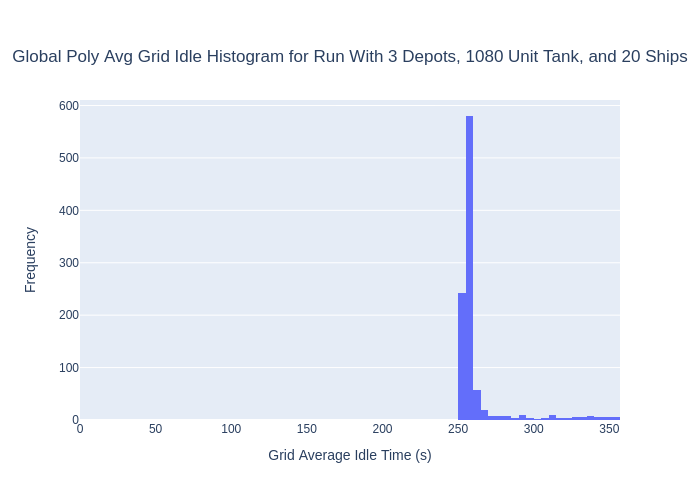 Global Poly Avg Grid Idle Histogram for Run With 3 Depots, 1080 Unit Tank, and 20 Ships
600
500
400
300
200
100
0
Frequency
0 50 100 150 200 250 300 350
Grid Average Idle Time (s)